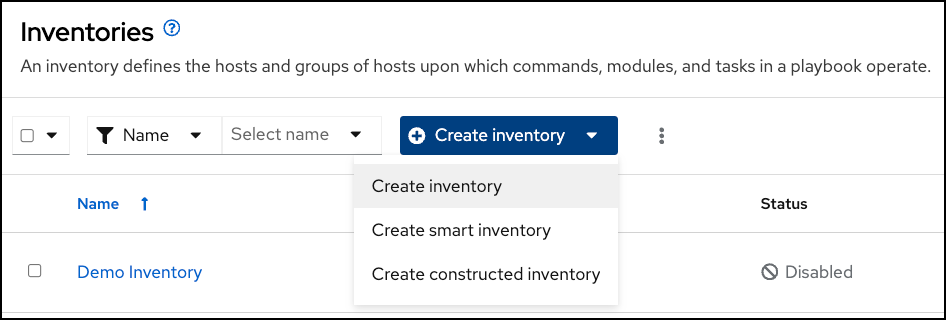 Inventories
An inventory defines the hosts and groups of hosts upon which commands, modules, and tasks in a playbook operate.
Name Select name Create inventory
Create inventory
Name Status
Create smart inventory
Demo Inventory Disabled
Create constructed inventory